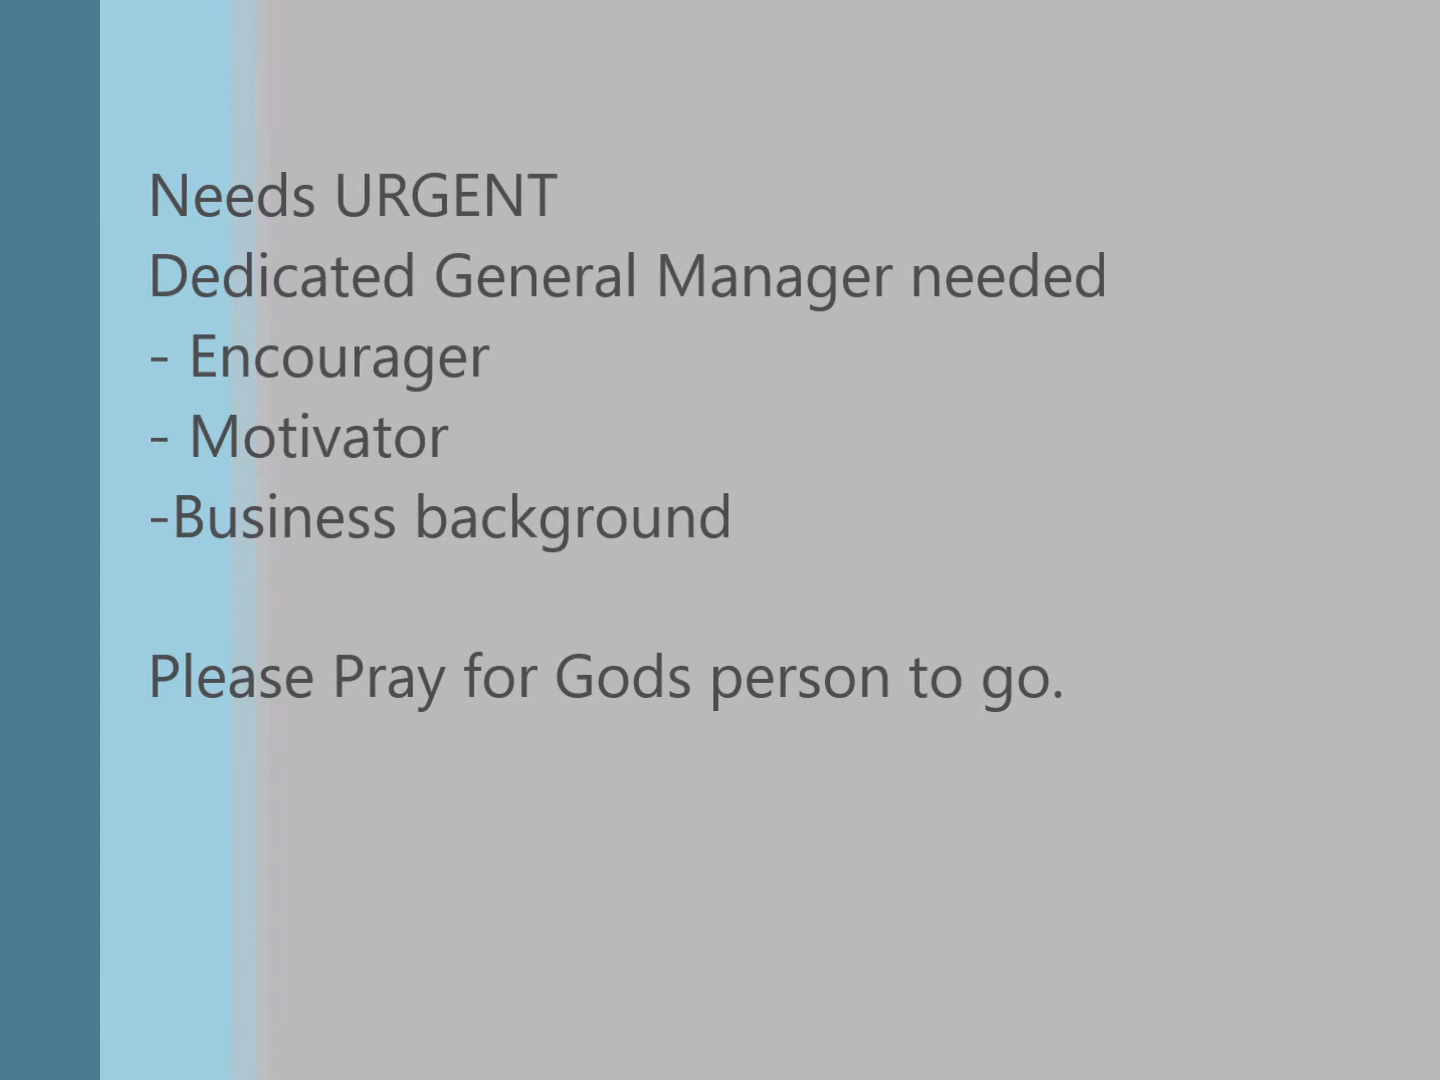 Needs URGENT
Dedicated General Manager needed
- Encourager
- Motivator
-Business background
Please Pray for Gods person to go.